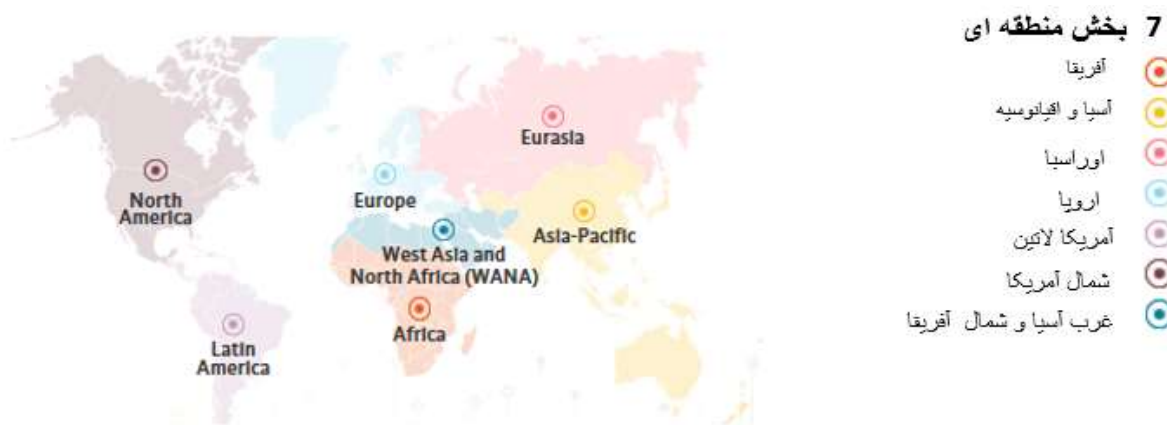 7 بخش منطقه ای
آفریقا
آسیا و اقیانوسیه
اوراسیا
اروپا
آمریکا لاتین
شمال آمریکا
غرب آسیا و شمال آفریقا
North
America
Latin
America
Europe
West Asia and
North Africa (WANA)
Africa
Eurasia
Asia-Pacific